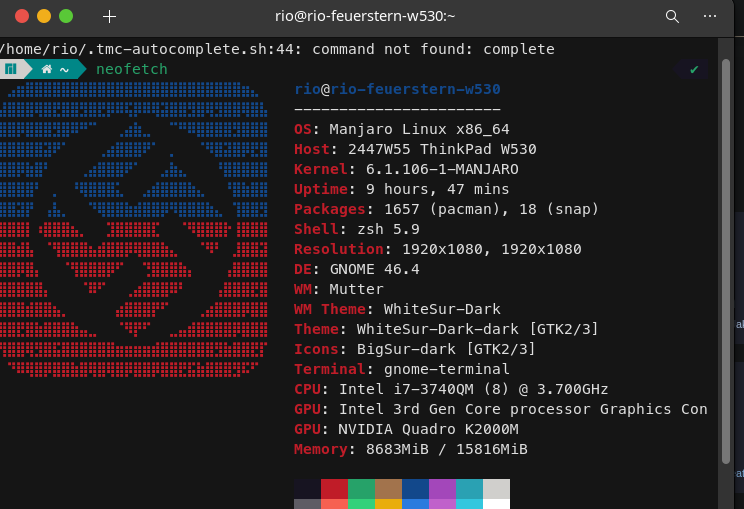 rio@rio-feuerstern-w530:~
/home/rio/.tmc-autocomplete.sh:44: command not found: complete
~ neofetch ✔
rio@rio-feuerstern-w530
-----------------------
OS: Manjaro Linux x86_64
Host: 2447W55 ThinkPad W530
Kernel: 6.1.106-1-MANJARO
Uptime: 9 hours, 47 mins
Packages: 1657 (pacman), 18 (snap)
Shell: zsh 5.9
Resolution: 1920x1080, 1920x1080
DE: GNOME 46.4
WM: Mutter
WM Theme: WhiteSur-Dark
Theme: WhiteSur-Dark-dark [GTK2/3]
Icons: BigSur-dark [GTK2/3]
Terminal: gnome-terminal
CPU: Intel i7-3740QM (8) @ 3.700GHz
GPU: Intel 3rd Gen Core processor Graphics Con
GPU: NVIDIA Quadro K2000M
Memory: 8683MiB / 15816MiB